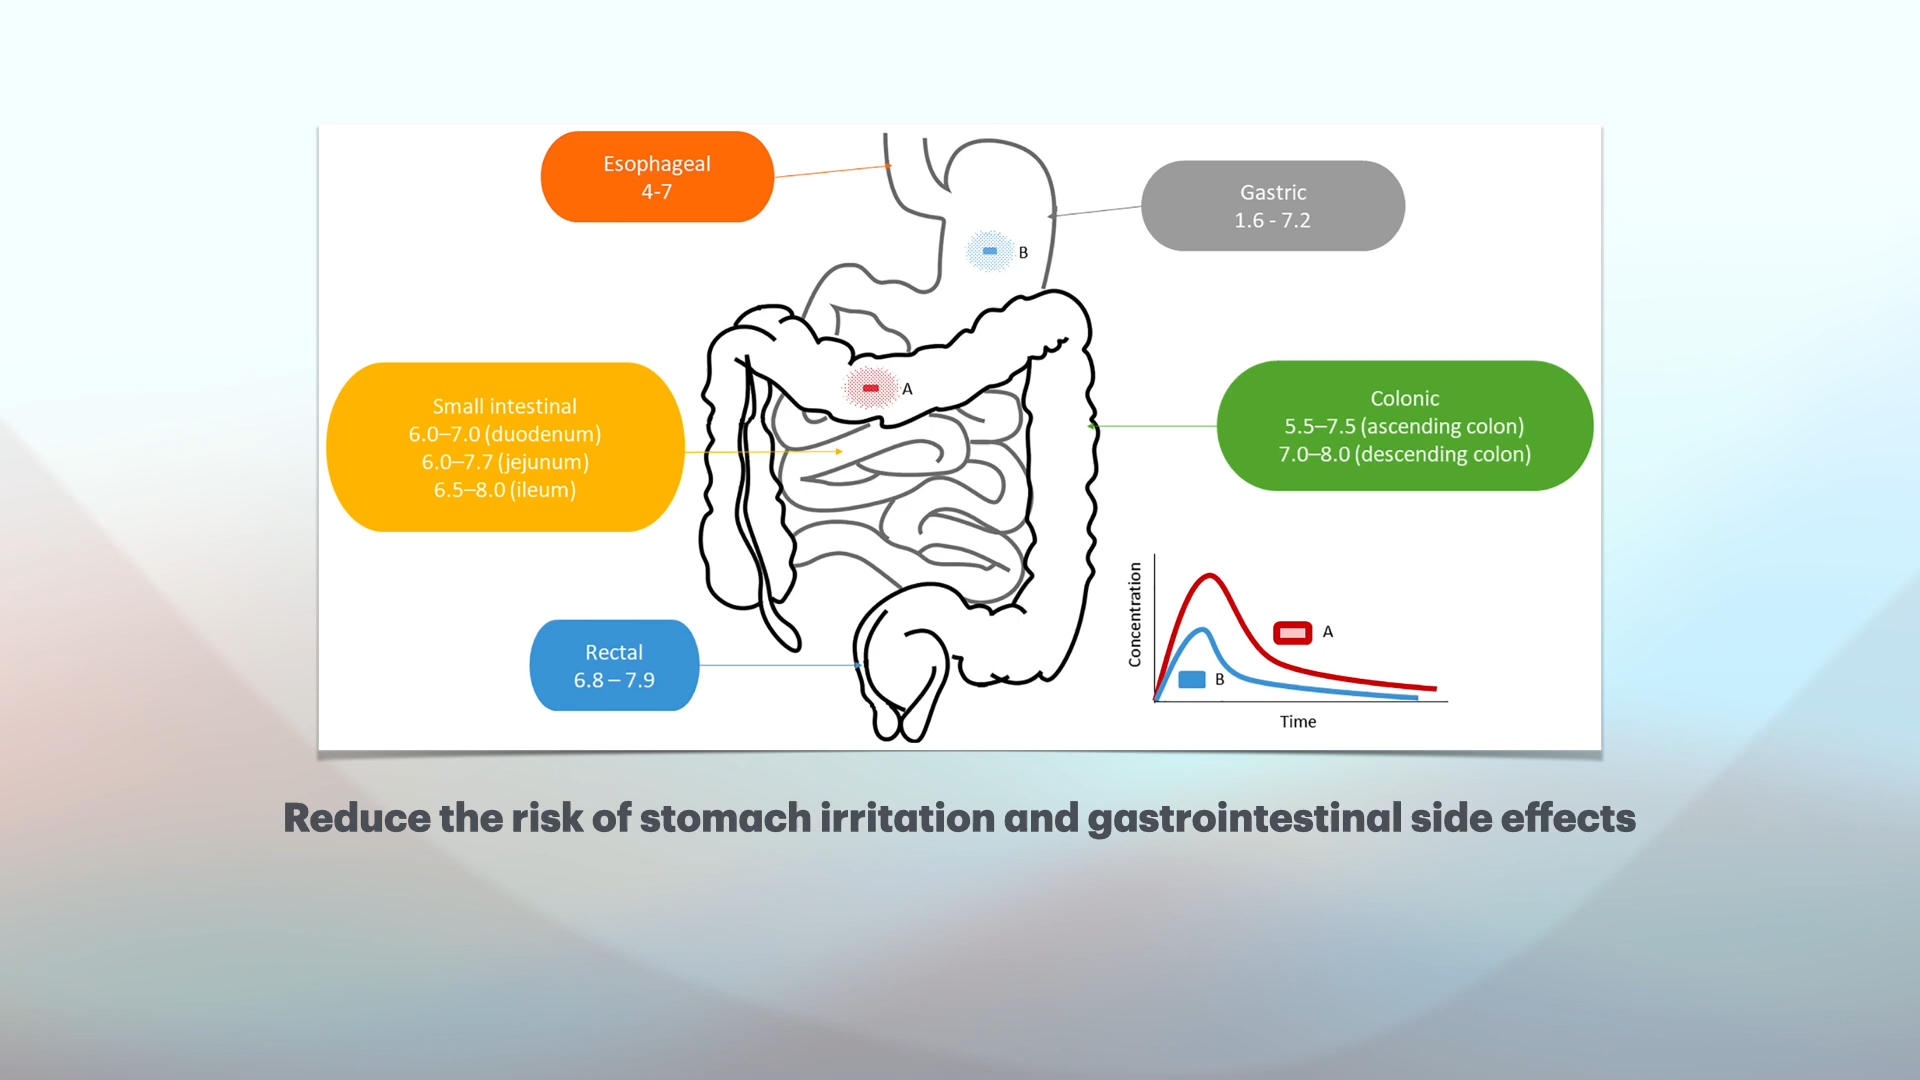 Esophageal
4-7
Gastric
1.6 - 7.2
B
A
Small intestinal
6.0–7.0 (duodenum)
6.0–7.7 (jejunum)
6.5–8.0 (ileum)
Colonic
5.5–7.5 (ascending colon)
7.0–8.0 (descending colon)
Rectal
6.8 – 7.9
Concentration
A
B
Time
Reduce the risk of stomach irritation and gastrointestinal side effects